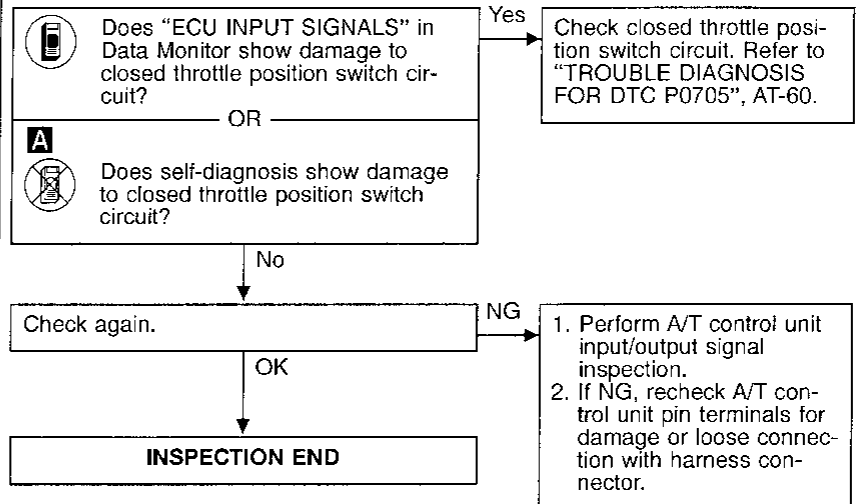 Does “ECU INPUT SIGNALS” in
Data Monitor show damage to
closed throttle position switch cir-
cuit?
Yes
Check closed throttle posi-
tion switch circuit. Refer to
“TROUBLE DIAGNOSIS
FOR DTC P0705”, AT-60.
OR
A
Does self-diagnosis show damage
to closed throttle position switch
circuit?
No
Check again.
NG
1. Perform A/T control unit
input/output signal
inspection.
2. If NG, recheck A/T con-
trol unit pin terminals for
damage or loose connec-
tion with harness con-
nector.
OK
INSPECTION END